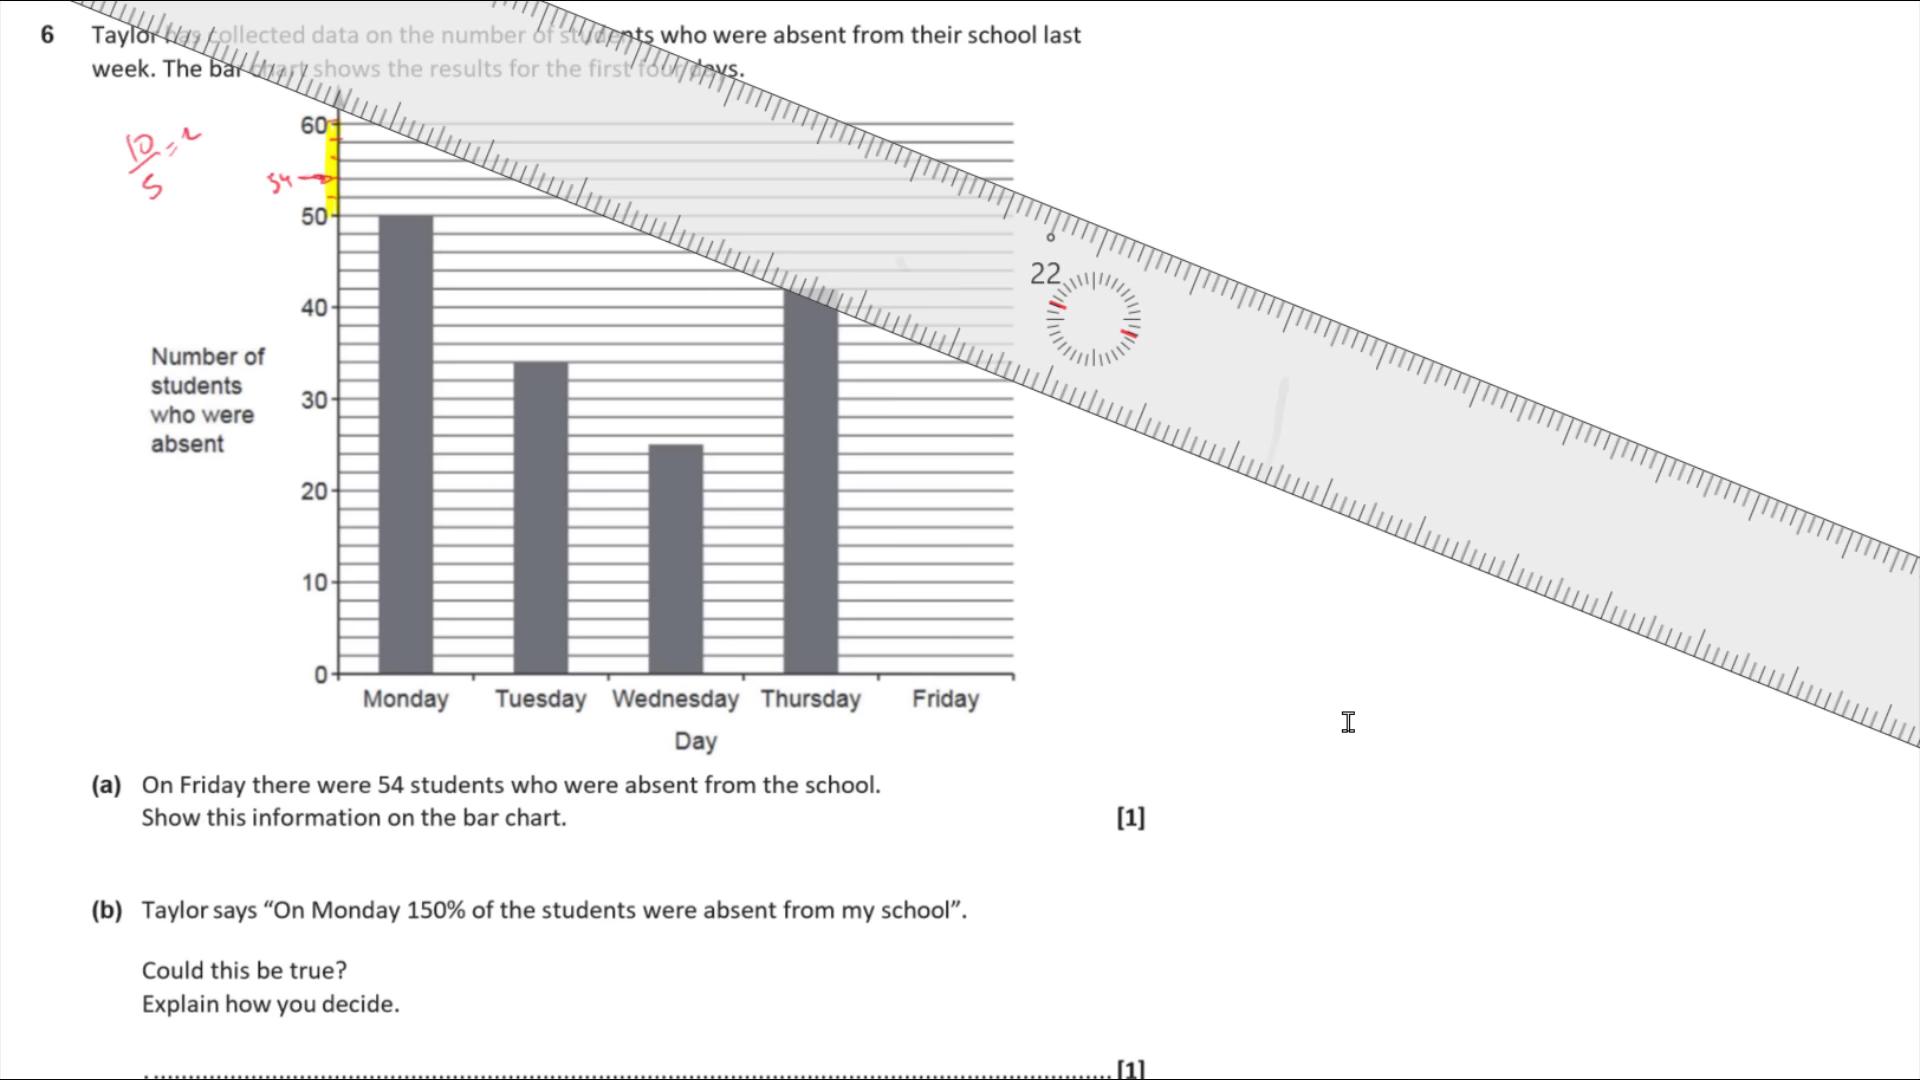 6 Taylor has collected data on the number of students who were absent from their school last
week. The bar chart shows the results for the first four days.
10/5 = 2
60
54
50
40
30
20
10
0
Number of
students
who were
absent
22
Monday Tuesday Wednesday Thursday Friday
Day
(a) On Friday there were 54 students who were absent from the school.
Show this information on the bar chart. [1]
(b) Taylor says “On Monday 150% of the students were absent from my school”.
Could this be true?
Explain how you decide.
[1]